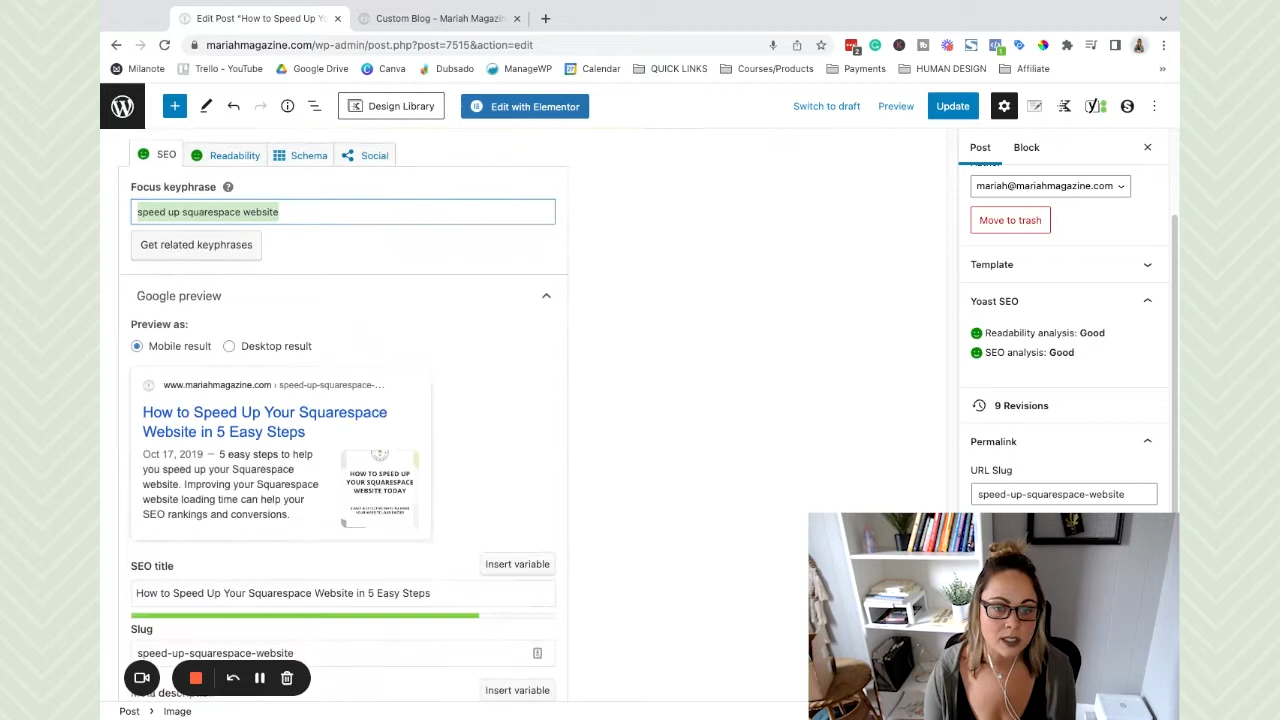 Edit Post "How to Speed Up Yo
Custom Blog - Mariah Magazin
mariahmagazine.com/wp-admin/post.php?post=7515&action=edit
Milanote
Trello - YouTube
Google Drive
Canva
Dubsado
ManageWP
Calendar
QUICK LINKS
Courses/Products
Payments
HUMAN DESIGN
Affiliate
Design Library
Edit with Elementor
Switch to draft
Preview
Update
SEO
Readability
Schema
Social
Post
Block
Focus keyphrase
speed up squarespace website
Get related keyphrases
Google preview
Preview as:
Mobile result
Desktop result
www.mariahmagazine.com › speed-up-squarespace-...
How to Speed Up Your Squarespace
Website in 5 Easy Steps
Oct 17, 2019 — 5 easy steps to help
you speed up your Squarespace
website. Improving your Squarespace
website loading time can help your
SEO rankings and conversions.
HOW TO SPEED UP
YOUR SQUARESPACE
WEBSITE TODAY
SEO title
Insert variable
How to Speed Up Your Squarespace Website in 5 Easy Steps
Slug
speed-up-squarespace-website
Insert variable
Post › Image
mariah@mariahmagazine.com
Move to trash
Template
Yoast SEO
Readability analysis: Good
SEO analysis: Good
9 Revisions
Permalink
URL Slug
speed-up-squarespace-website